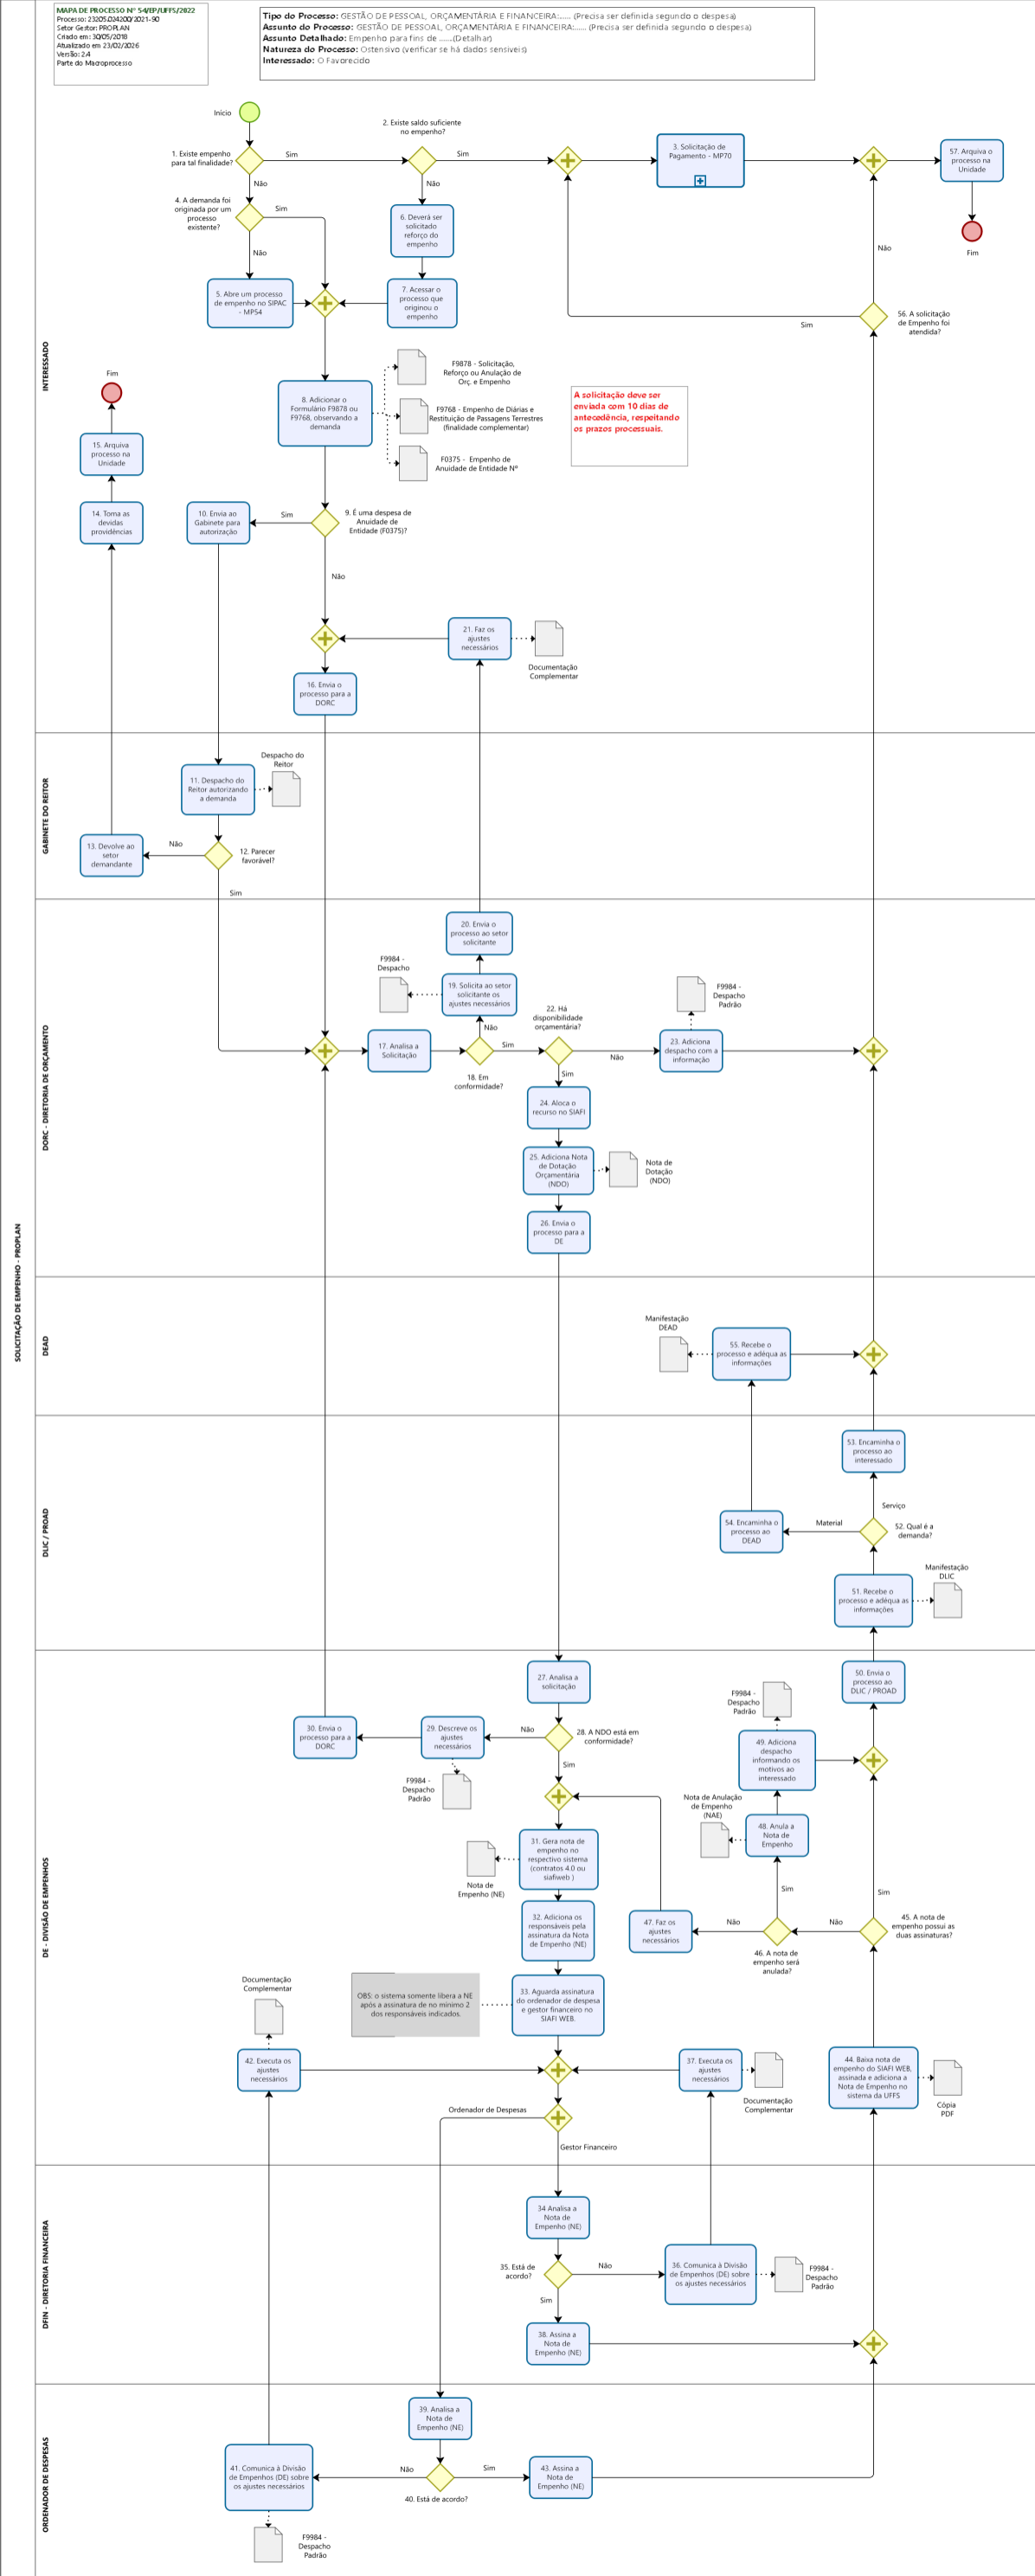 MAPA DE PROCESSO Nº 54/EP/UFFS/2022
Processo: 23205.024200/2021-90
Setor Gestor: PROPLAN
Criado em: 30/05/2018
Atualizado em 23/02/2026
Versão: 2.4
Parte do Macroprocesso
Tipo do Processo: GESTÃO DE PESSOAL, ORÇAMENTÁRIA E FINANCEIRA:..... (Precisa ser definida segundo o despesa)
Assunto do Processo: GESTÃO DE PESSOAL, ORÇAMENTÁRIA E FINANCEIRA:..... (Precisa ser definida segundo o despesa)
Assunto Detalhado: Empenho para fins de ......(Detalhar)
Natureza do Processo: Ostensivo (verificar se há dados sensíveis)
Interessado: O Favorecido
SOLICITAÇÃO DE EMPENHO - PROPLAN
INTERESSADO
Início
1. Existe empenho
para tal finalidade?
Sim
Não
2. Existe saldo suficiente
no empenho?
Sim
Não
3. Solicitação de
Pagamento - MP70
57. Arquiva o
processo na
Unidade
Fim
4. A demanda foi
originada por um
processo
existente?
Sim
Não
6. Deverá ser
solicitado
reforço do
empenho
5. Abre um processo
de empenho no SIPAC
- MP54
7. Acessar o
processo que
originou o
empenho
Não
Sim
56. A solicitação
de Empenho foi
atendida?
8. Adicionar o
Formulário F9878 ou
F9768, observando a
demanda
F9878 - Solicitação,
Reforço ou Anulação de
Orç. e Empenho
F9768 - Empenho de Diárias e
Restituição de Passagens Terrestres
(finalidade complementar)
F0375 - Empenho de
Anuidade de Entidade Nº
A solicitação deve ser
enviada com 10 dias de
antecedência, respeitando
os prazos processuais.
Fim
15. Arquiva
processo na
Unidade
14. Toma as
devidas
providências
10. Envia ao
Gabinete para
autorização
Sim
9. É uma despesa de
Anuidade de
Entidade (F0375)?
Não
21. Faz os
ajustes
necessários
Documentação
Complementar
16. Envia o
processo para a
DORC
GABINETE DO REITOR
11. Despacho do
Reitor autorizando
a demanda
Despacho do
Reitor
13. Devolve ao
setor
demandante
Não
12. Parecer
favorável?
Sim
DORC - DIRETORIA DE ORÇAMENTO
20. Envia o
processo ao setor
solicitante
F9984 -
Despacho
19. Solicita ao setor
solicitante os
ajustes necessários
Não
17. Analisa a
Solicitação
18. Em
conformidade?
Sim
22. Há
disponibilidade
orçamentária?
Não
Sim
23. Adiciona
despacho com a
informação
F9984 -
Despacho
Padrão
24. Aloca o
recurso no SIAFI
25. Adiciona Nota
de Dotação
Orçamentária
(NDO)
Nota de
Dotação
(NDO)
26. Envia o
processo para a
DE
DEAD
Manifestação
DEAD
55. Recebe o
processo e adéqua as
informações
DLIC / PROAD
53. Encaminha o
processo ao
interessado
Serviço
54. Encaminha o
processo ao
DEAD
Material
52. Qual é a
demanda?
51. Recebe o
processo e adéqua as
informações
Manifestação
DLIC
DE - DIVISÃO DE EMPENHOS
27. Analisa a
solicitação
50. Envia o
processo ao
DLIC / PROAD
30. Envia o
processo para a
DORC
29. Descreve os
ajustes
necessários
Não
28. A NDO está em
conformidade?
Sim
F9984 -
Despacho
Padrão
F9984 -
Despacho
Padrão
49. Adiciona
despacho
informando os
motivos ao
interessado
Nota de Anulação
de Empenho
(NAE)
48. Anula a
Nota de
Empenho
31. Gera nota de
empenho no
respectivo sistema
(contratos 4.0 ou
siafiweb )
Nota de
Empenho (NE)
Sim
Sim
32. Adiciona os
responsáveis pela
assinatura da Nota
de Empenho (NE)
47. Faz os
ajustes
necessários
Não
46. A nota de
empenho será
anulada?
Não
45. A nota de
empenho possui as
duas assinaturas?
OBS: o sistema somente libera a NE
após a assinatura de no mínimo 2
dos responsáveis indicados.
33. Aguarda assinatura
do ordenador de despesa
e gestor financeiro no
SIAFI WEB.
Documentação
Complementar
42. Executa os
ajustes
necessários
37. Executa os
ajustes
necessários
Documentação
Complementar
44. Baixa nota de
empenho do SIAFI WEB,
assinada e adiciona a
Nota de Empenho no
sistema da UFFS
Cópia
PDF
Ordenador de Despesas
Gestor Financeiro
DFIN - DIRETORIA FINANCEIRA
34 Analisa a
Nota de
Empenho (NE)
35. Está de
acordo?
Não
Sim
36. Comunica à Divisão
de Empenhos (DE) sobre
os ajustes necessários
F9984 -
Despacho
Padrão
38. Assina a
Nota de
Empenho (NE)
ORDENADOR DE DESPESAS
39. Analisa a
Nota de
Empenho (NE)
41. Comunica à Divisão
de Empenhos (DE) sobre
os ajustes necessários
Não
40. Está de acordo?
Sim
43. Assina a
Nota de
Empenho (NE)
F9984 -
Despacho
Padrão